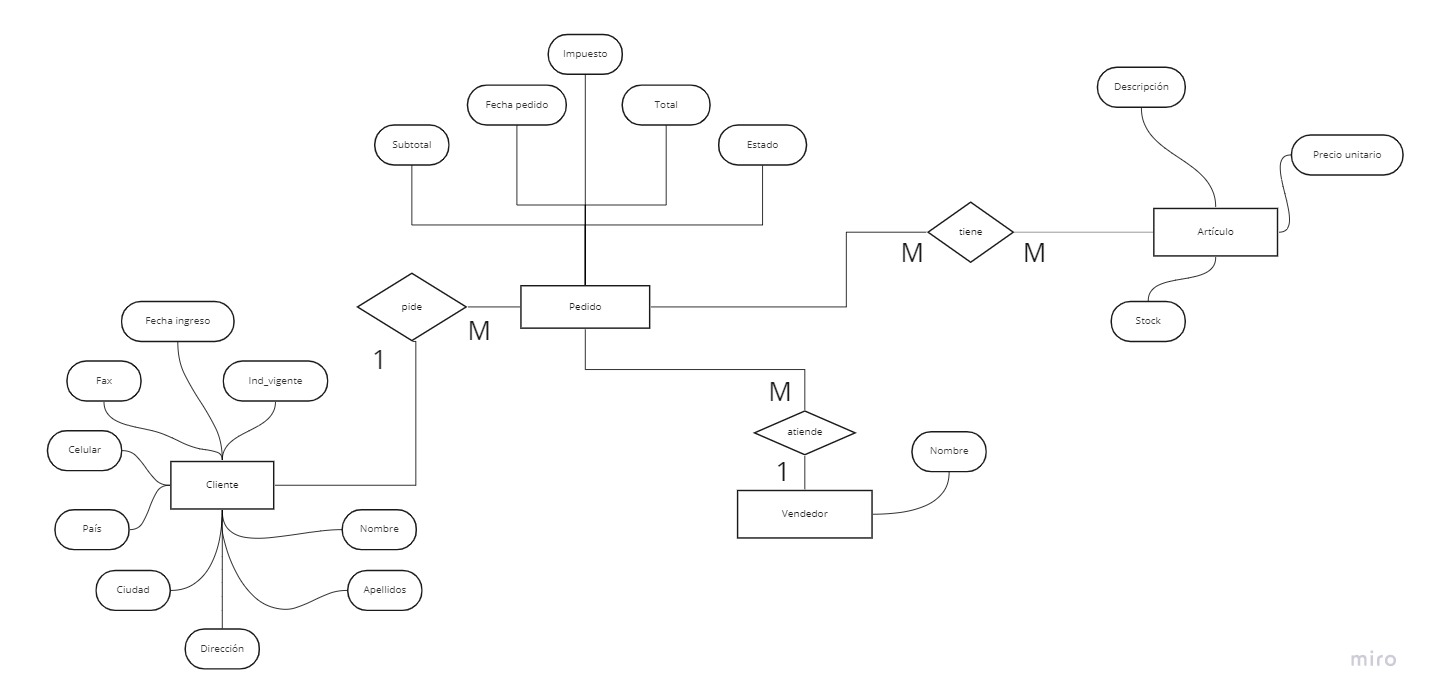 Impuesto
Fecha pedido
Total
Subtotal
Estado
Descripción
Precio unitario
tiene
Artículo
M
M
pide
Pedido
Stock
M
1
Fecha ingreso
Fax
Ind_vigente
M
atiende
Celular
Nombre
1
Cliente
Vendedor
País
Nombre
Ciudad
Apellidos
Dirección
miro